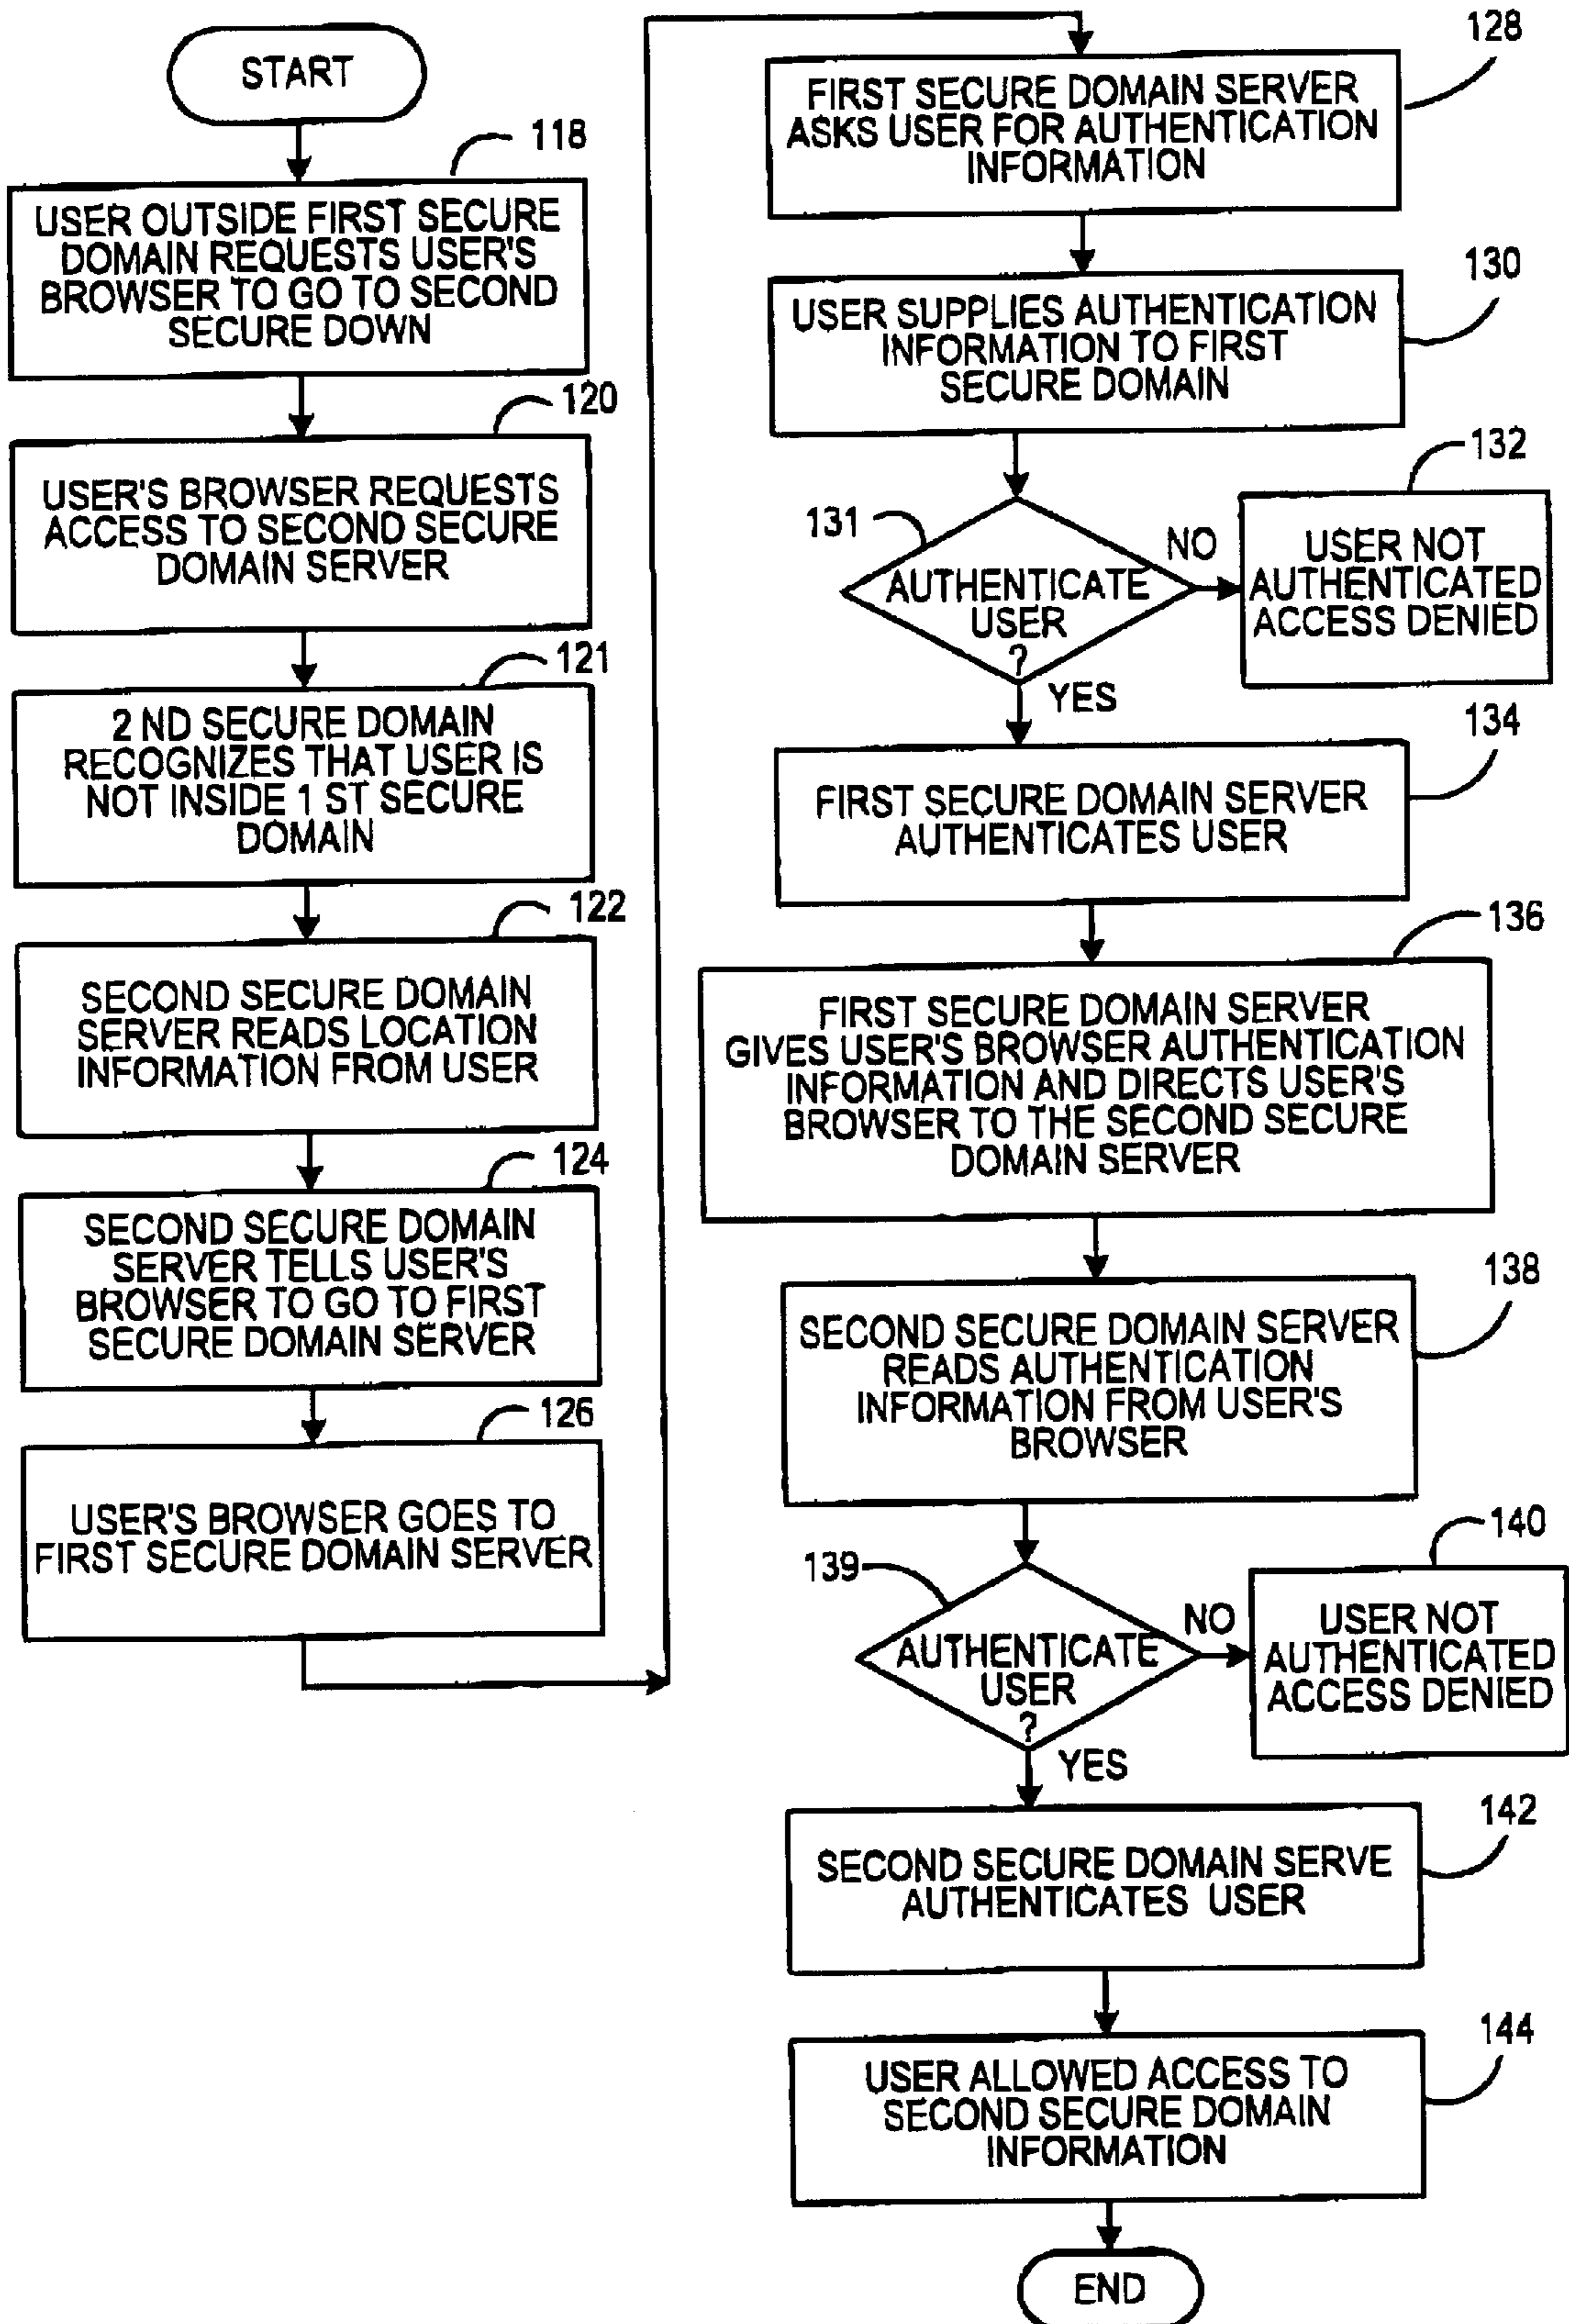 START
118
USER OUTSIDE FIRST SECURE
DOMAIN REQUESTS USER'S
BROWSER TO GO TO SECOND
SECURE DOWN
120
USER'S BROWSER REQUESTS
ACCESS TO SECOND SECURE
DOMAIN SERVER
121
2 ND SECURE DOMAIN
RECOGNIZES THAT USER IS
NOT INSIDE 1 ST SECURE
DOMAIN
122
SECOND SECURE DOMAIN
SERVER READS LOCATION
INFORMATION FROM USER
124
SECOND SECURE DOMAIN
SERVER TELLS USER'S
BROWSER TO GO TO FIRST
SECURE DOMAIN SERVER
126
USER'S BROWSER GOES TO
FIRST SECURE DOMAIN SERVER
128
FIRST SECURE DOMAIN SERVER
ASKS USER FOR AUTHENTICATION
INFORMATION
130
USER SUPPLIES AUTHENTICATION
INFORMATION TO FIRST
SECURE DOMAIN
131
AUTHENTICATE
USER
?
NO
132
USER NOT
AUTHENTICATED
ACCESS DENIED
YES
134
FIRST SECURE DOMAIN SERVER
AUTHENTICATES USER
136
FIRST SECURE DOMAIN SERVER
GIVES USER'S BROWSER AUTHENTICATION
INFORMATION AND DIRECTS USER'S
BROWSER TO THE SECOND SECURE
DOMAIN SERVER
138
SECOND SECURE DOMAIN SERVER
READS AUTHENTICATION
INFORMATION FROM USER'S
BROWSER
139
AUTHENTICATE
USER
?
NO
140
USER NOT
AUTHENTICATED
ACCESS DENIED
YES
142
SECOND SECURE DOMAIN SERVE
AUTHENTICATES USER
144
USER ALLOWED ACCESS TO
SECOND SECURE DOMAIN
INFORMATION
END